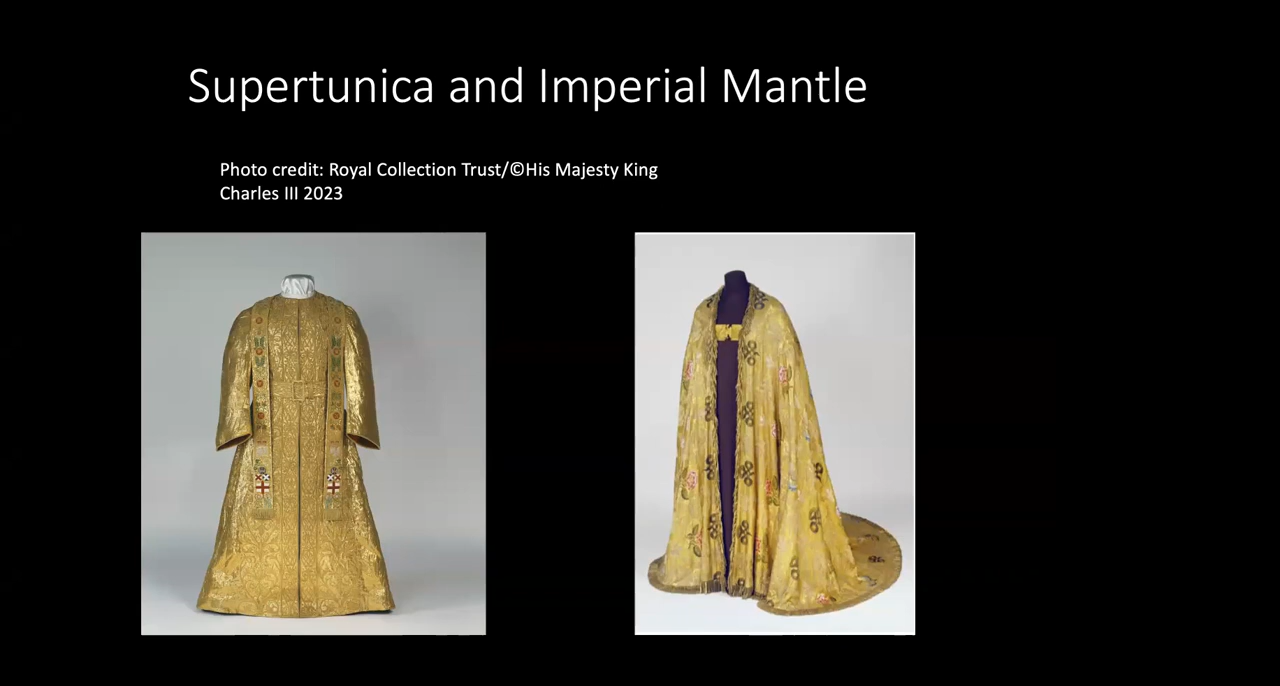 Supertunica and Imperial Mantle
Photo credit: Royal Collection Trust/©His Majesty King
Charles III 2023